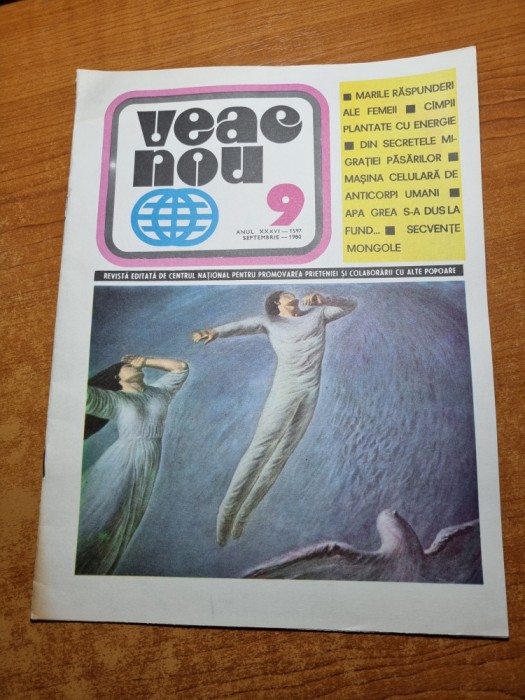 veac
nou
9
ANUL XXXVI — 1597
SEPTEMBRIE — 1980
■ MARILE RĂSPUNDERI
ALE FEMEII ■ CÎMPII
PLANTATE CU ENERGIE
■ DIN SECRETELE MI-
GRAȚIEI PĂSĂRILOR ■
MAȘINA CELULARĂ DE
ANTICORPI UMANI ■
APA GREA S-A DUS LA
FUND... ■ SECVENȚE
MONGOLE
REVISTĂ EDITATĂ DE CENTRUL NAȚIONAL PENTRU PROMOVAREA PRIETENIEI ȘI COLABORĂRII CU ALTE POPOARE